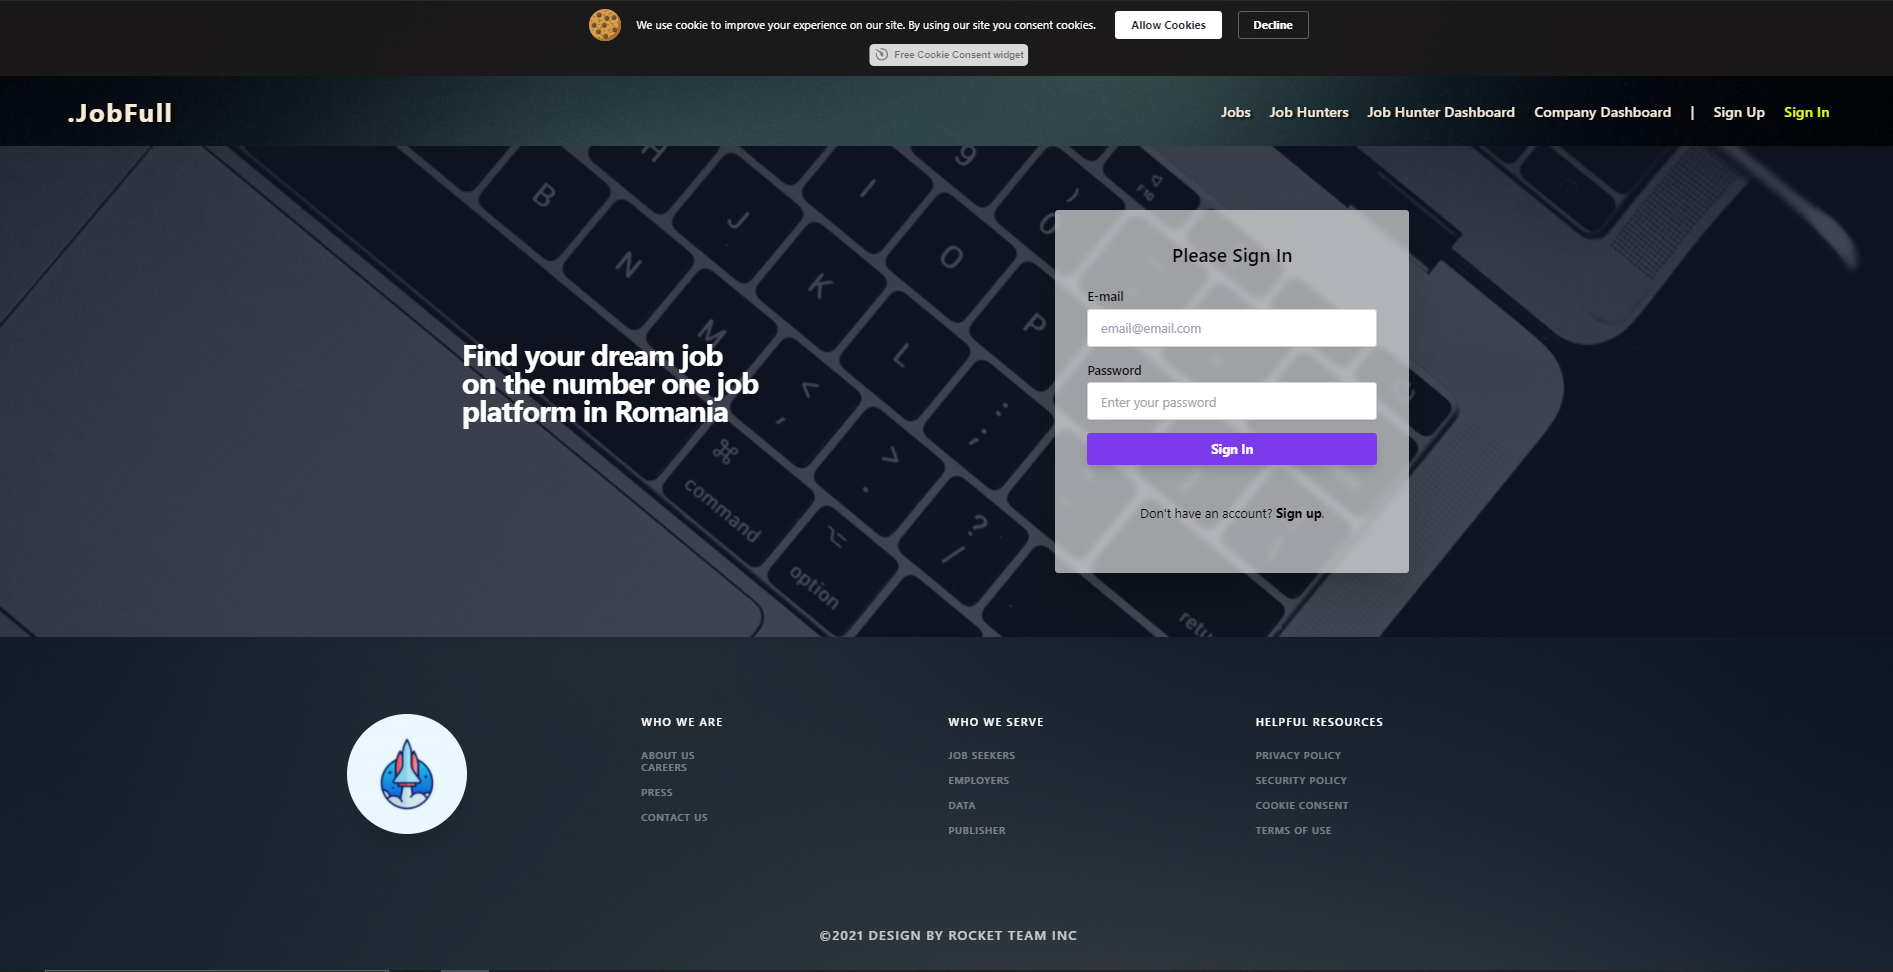 We use cookie to improve your experience on our site. By using our site you consent cookies.
Allow Cookies
Decline
Free Cookie Consent widget
.JobFull
Jobs
Job Hunters
Job Hunter Dashboard
Company Dashboard
|
Sign Up
Sign In
H
9
B
J
I
)
0
F10
N
K
O
M
L
P
<
,
:
;
>
.
?
/
⌘
command
⌥
option
Find your dream job
on the number one job
platform in Romania
Please Sign In
E-mail
email@email.com
Password
Enter your password
Sign In
Don't have an account? Sign up.
WHO WE ARE
ABOUT US
CAREERS
PRESS
CONTACT US
WHO WE SERVE
JOB SEEKERS
EMPLOYERS
DATA
PUBLISHER
HELPFUL RESOURCES
PRIVACY POLICY
SECURITY POLICY
COOKIE CONSENT
TERMS OF USE
©2021 DESIGN BY ROCKET TEAM INC